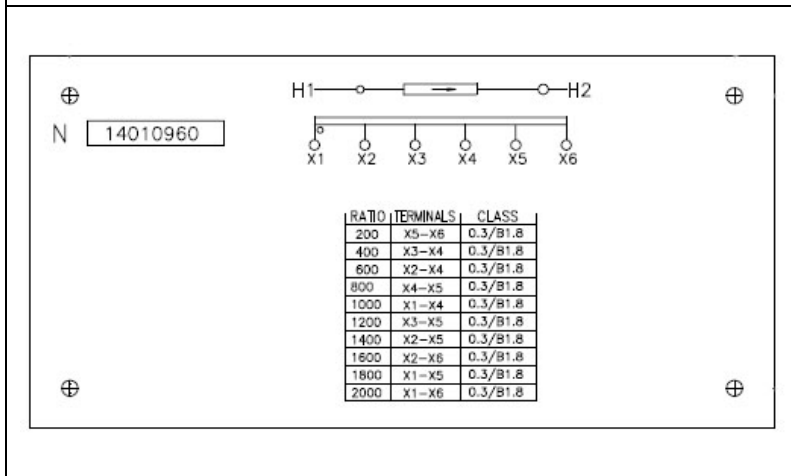 H1 H2
N 14010960
X1 X2 X3 X4 X5 X6
RATIO TERMINALS CLASS
200 X5-X6 0.3/B1.8
400 X3-X4 0.3/B1.8
600 X2-X4 0.3/B1.8
800 X4-X5 0.3/B1.8
1000 X1-X4 0.3/B1.8
1200 X3-X5 0.3/B1.8
1400 X2-X5 0.3/B1.8
1600 X2-X6 0.3/B1.8
1800 X1-X5 0.3/B1.8
2000 X1-X6 0.3/B1.8